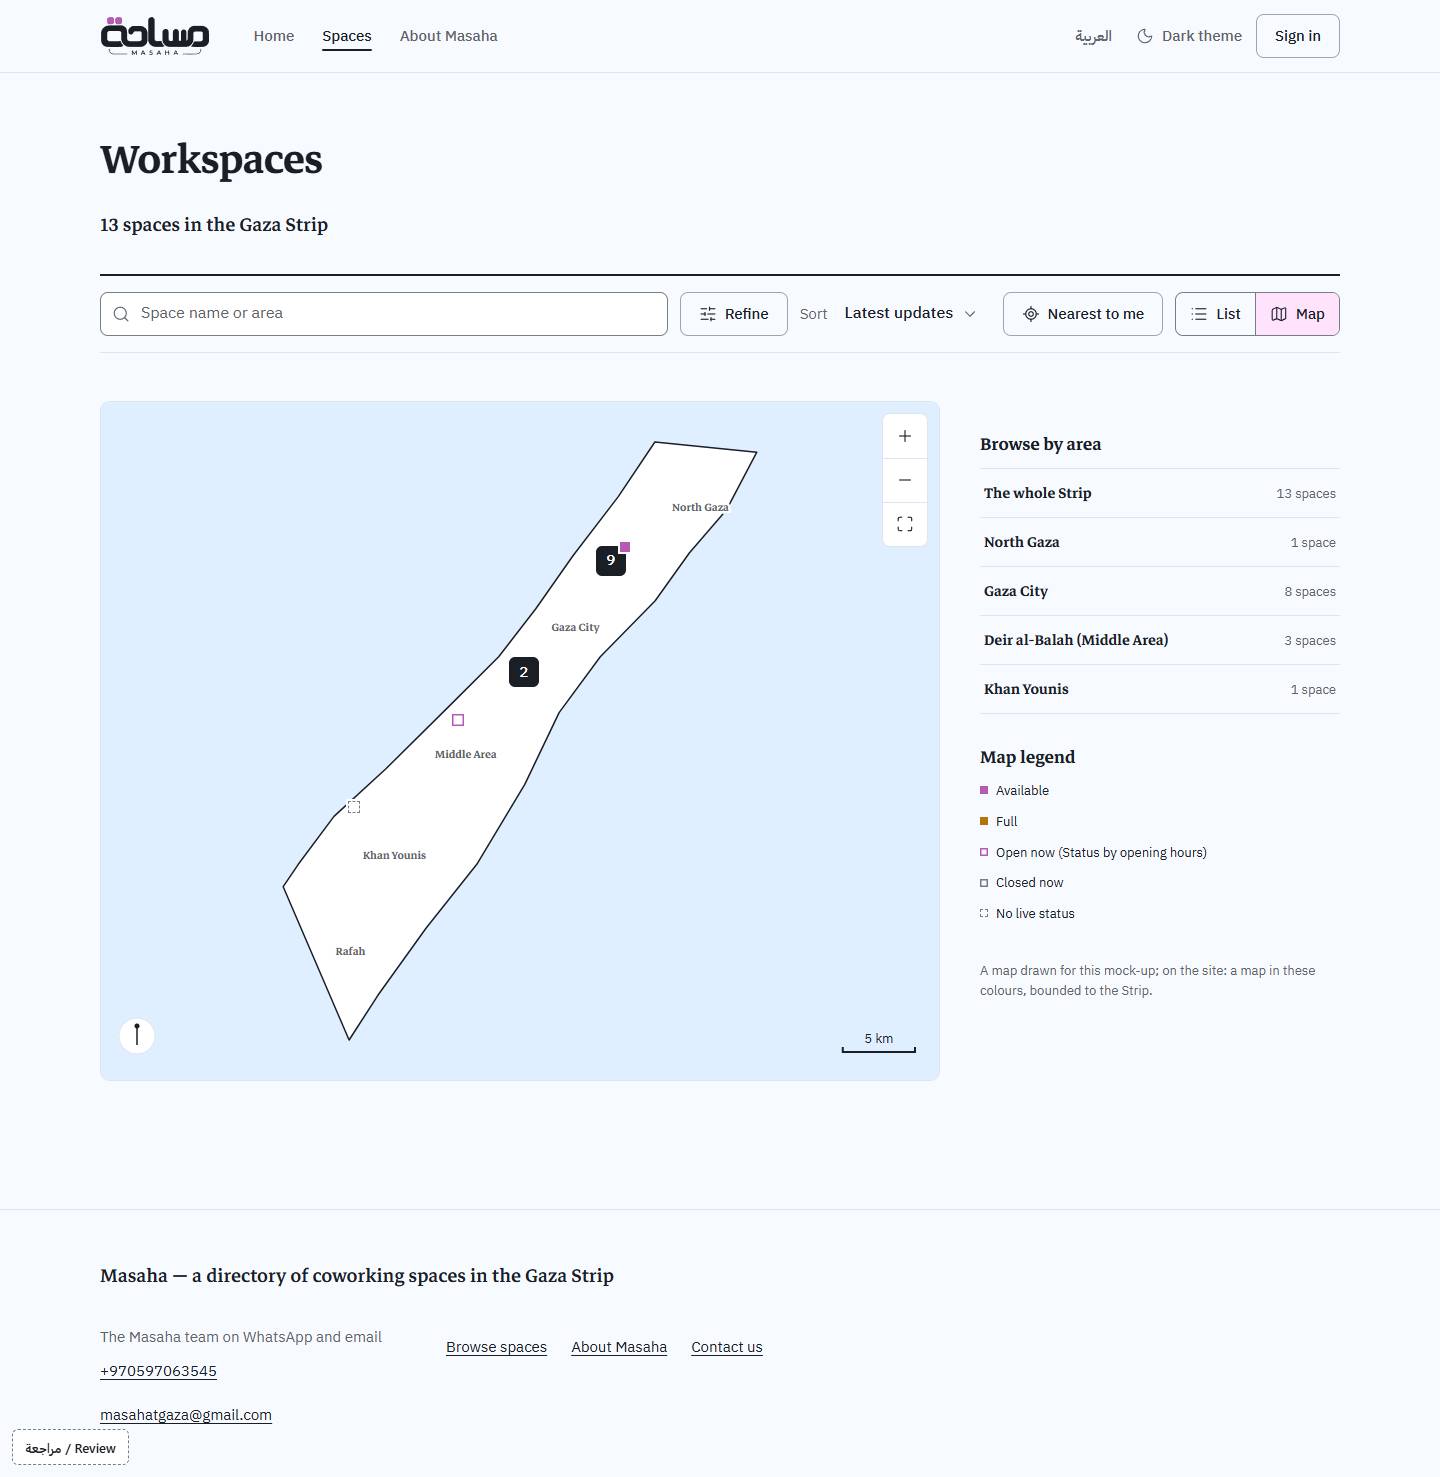 مساحة
MASAHA
Home
Spaces
About Masaha
العربية
Dark theme
Sign in
Workspaces
13 spaces in the Gaza Strip
Space name or area
Refine
Sort
Latest updates
Nearest to me
List
Map
North Gaza
9
Gaza City
2
Middle Area
Khan Younis
Rafah
5 km
Browse by area
The whole Strip 13 spaces
North Gaza 1 space
Gaza City 8 spaces
Deir al-Balah (Middle Area) 3 spaces
Khan Younis 1 space
Map legend
Available
Full
Open now (Status by opening hours)
Closed now
No live status
A map drawn for this mock-up; on the site: a map in these
colours, bounded to the Strip.
Masaha — a directory of coworking spaces in the Gaza Strip
The Masaha team on WhatsApp and email
+970597063545
masahatgaza@gmail.com
Browse spaces
About Masaha
Contact us
مراجعة / Review